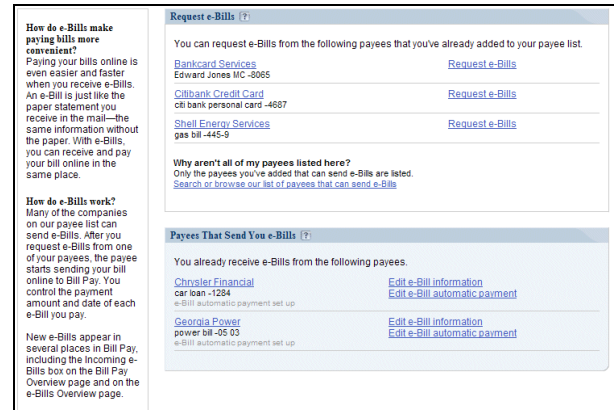 How do e-Bills make
paying bills more
convenient?
Paying your bills online is
even easier and faster
when you receive e-Bills.
An e-Bill is just like the
paper statement you
receive in the mail—the
same information without
the paper. With e-Bills,
you can receive and pay
your bill online in the
same place.
How do e-Bills work?
Many of the companies
on our payee list can
send e-Bills. After you
request e-Bills from one
of your payees, the payee
starts sending your bill
online to Bill Pay. You
control the payment
amount and date of each
e-Bill you pay.
New e-Bills appear in
several places in Bill Pay,
including the Incoming e-
Bills box on the Bill Pay
Overview page and on the
e-Bills Overview page.
Request e-Bills [?]
You can request e-Bills from the following payees that you've already added to your payee list.
Bankcard Services Request e-Bills
Edward Jones MC -8065
Citibank Credit Card Request e-Bills
citi bank personal card -4687
Shell Energy Services Request e-Bills
gas bill -445-9
Why aren't all of my payees listed here?
Only the payees you've added that can send e-Bills are listed.
Search or browse our list of payees that can send e-Bills
Payees That Send You e-Bills [?]
You already receive e-Bills from the following payees.
Chrysler Financial Edit e-Bill information
car loan -1284 Edit e-Bill automatic payment
e-Bill automatic payment set up
Georgia Power Edit e-Bill information
power bill -05 03 Edit e-Bill automatic payment
e-Bill automatic payment set up